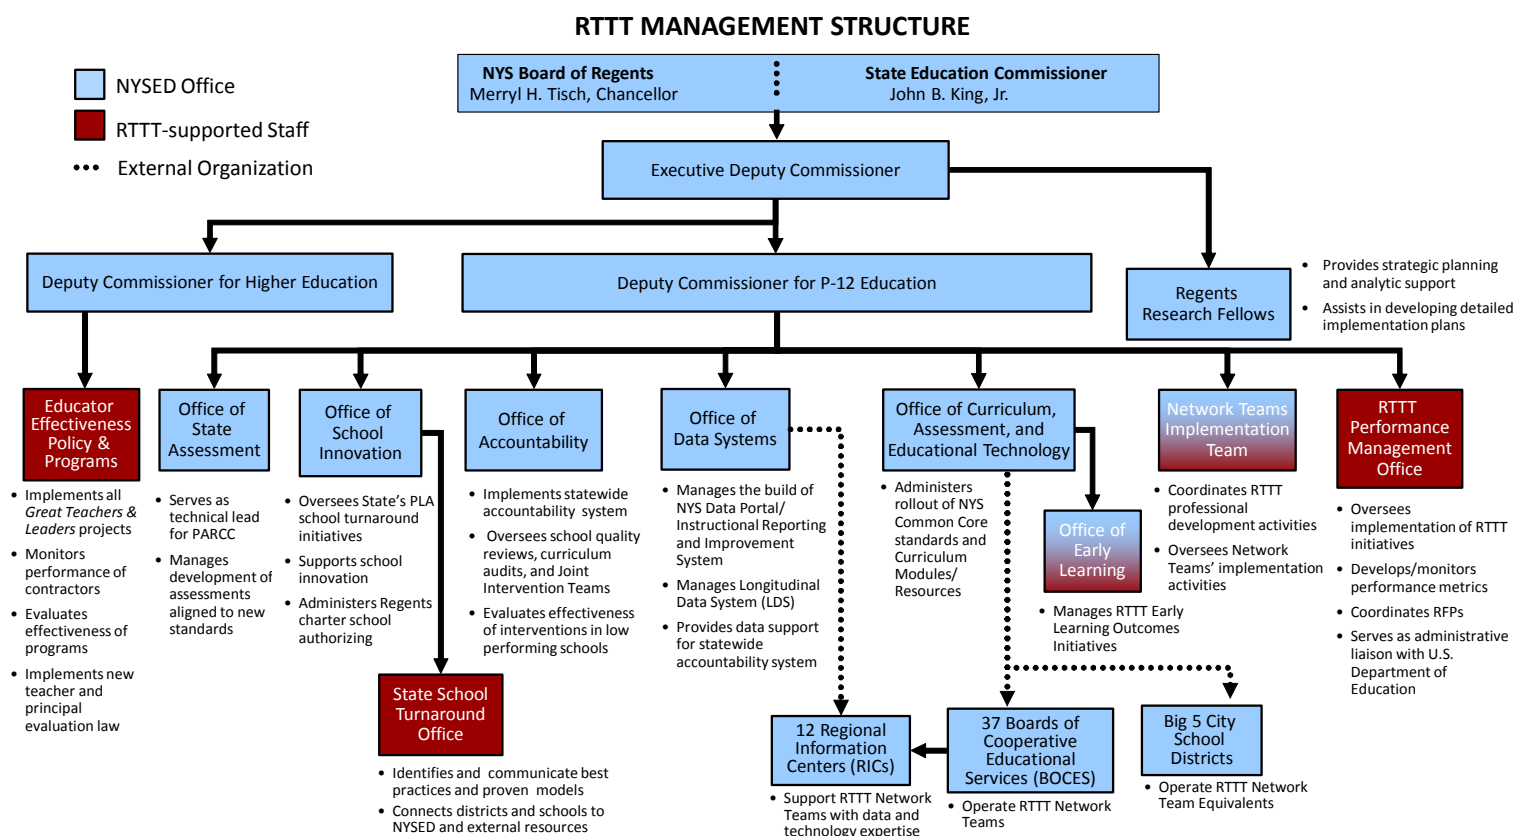 RTTT MANAGEMENT STRUCTURE
NYSED Office
RTTT-supported Staff
External Organization
NYS Board of Regents
Merryl H. Tisch, Chancellor
State Education Commissioner
John B. King, Jr.
Executive Deputy Commissioner
Deputy Commissioner for Higher Education
Deputy Commissioner for P-12 Education
Regents
Research Fellows
• Provides strategic planning
and analytic support
• Assists in developing detailed
implementation plans
Educator
Effectiveness
Policy &
Programs
• Implements all
Great Teachers &
Leaders projects
• Monitors
performance of
contractors
• Evaluates
effectiveness of
programs
• Implements new
teacher and
principal
evaluation law
Office of
State
Assessment
• Serves as
technical lead
for PARCC
• Manages
development of
assessments
aligned to new
standards
Office of
School
Innovation
• Oversees State's PLA
school turnaround
initiatives
• Supports school
innovation
• Administers Regents
charter school
authorizing
State School
Turnaround
Office
• Identifies and communicate best
practices and proven models
• Connects districts and schools to
NYSED and external resources
Office of
Accountability
• Implements statewide
accountability system
• Oversees school quality
reviews, curriculum
audits, and Joint
Intervention Teams
• Evaluates effectiveness
of interventions in low
performing schools
Office of
Data Systems
• Manages the build of
NYS Data Portal/
Instructional Reporting
and Improvement
System
• Manages Longitudinal
Data System (LDS)
• Provides data support
for statewide
accountability system
Office of Curriculum,
Assessment, and
Educational Technology
• Administers
rollout of NYS
Common Core
standards and
Curriculum
Modules/
Resources
Office of
Early
Learning
• Manages RTTT Early
Learning Outcomes
Initiatives
Network Teams
Implementation
Team
• Coordinates RTTT
professional
development activities
• Oversees Network
Teams' implementation
activities
RTTT
Performance
Management
Office
• Oversees
implementation of RTTT
initiatives
• Develops/monitors
performance metrics
• Coordinates RFPs
• Serves as administrative
liaison with U.S.
Department of
Education
12 Regional
Information
Centers (RICs)
• Support RTTT Network
Teams with data and
technology expertise
37 Boards of
Cooperative
Educational
Services (BOCES)
• Operate RTTT Network
Teams
Big 5 City
School
Districts
• Operate RTTT Network
Team Equivalents